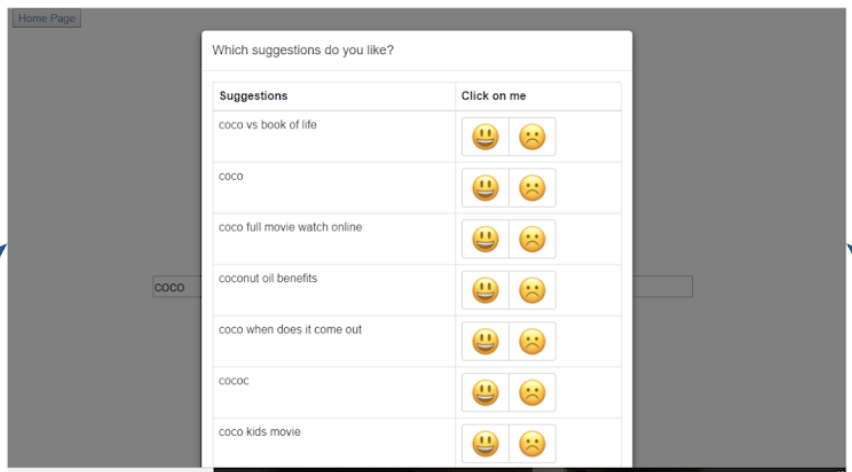 Home Page
Which suggestions do you like?
Suggestions Click on me
coco vs book of life
coco
coco full movie watch online
coconut oil benefits
coco
coco when does it come out
cococ
coco kids movie